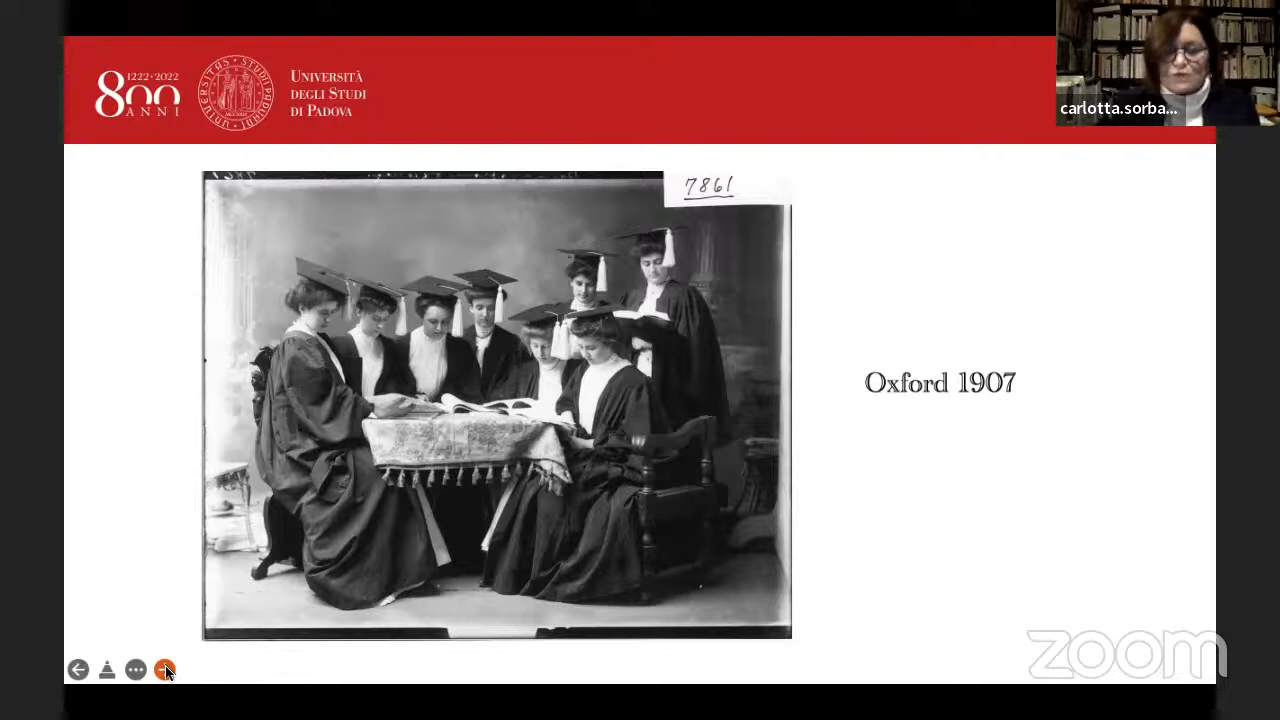 800
1222·2022
ANNI
UNIVERSITÀ
DEGLI STUDI
DI PADOVA
carlotta.sorba...
7861
Oxford 1907
zoom